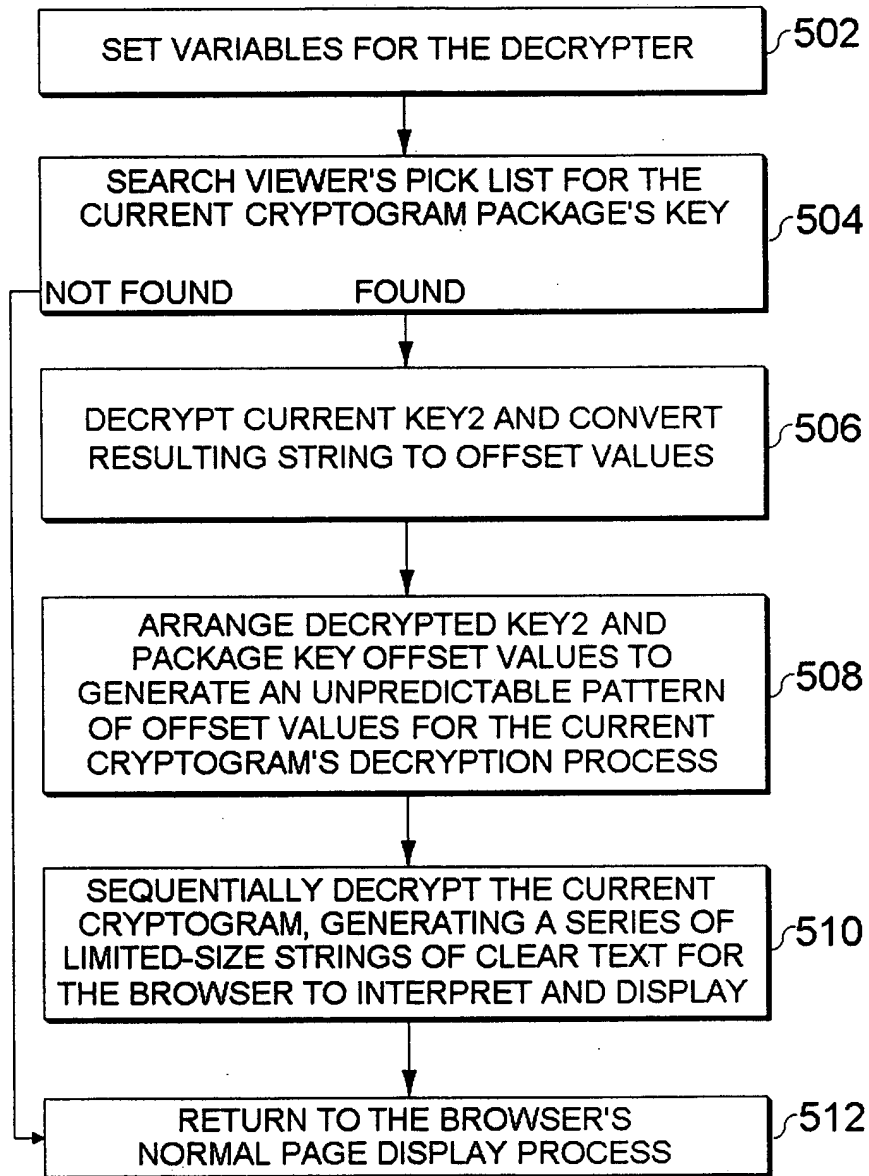 SET VARIABLES FOR THE DECRYPTER
502
SEARCH VIEWER'S PICK LIST FOR THE
CURRENT CRYPTOGRAM PACKAGE'S KEY
504
NOT FOUND FOUND
DECRYPT CURRENT KEY2 AND CONVERT
RESULTING STRING TO OFFSET VALUES
506
ARRANGE DECRYPTED KEY2 AND
PACKAGE KEY OFFSET VALUES TO
GENERATE AN UNPREDICTABLE PATTERN
OF OFFSET VALUES FOR THE CURRENT
CRYPTOGRAM'S DECRYPTION PROCESS
508
SEQUENTIALLY DECRYPT THE CURRENT
CRYPTOGRAM, GENERATING A SERIES OF
LIMITED-SIZE STRINGS OF CLEAR TEXT FOR
THE BROWSER TO INTERPRET AND DISPLAY
510
RETURN TO THE BROWSER'S
NORMAL PAGE DISPLAY PROCESS
512